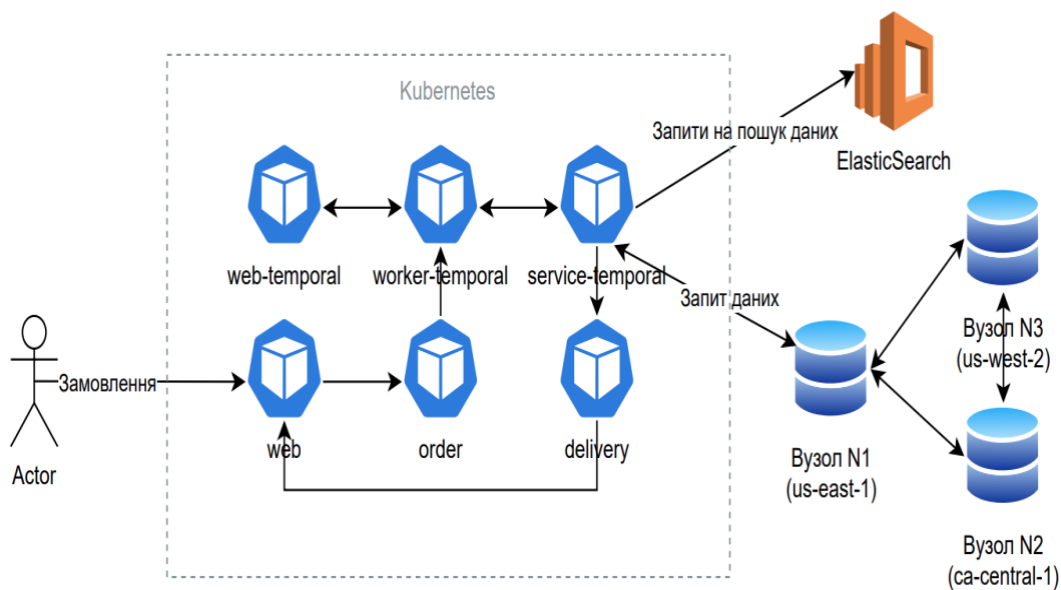 Kubernetes
Запити на пошук даних
ElasticSearch
web-temporal
worker-temporal
service-temporal
Запит даних
Вузол N3
(us-west-2)
Замовлення
Actor
web
order
delivery
Вузол N1
(us-east-1)
Вузол N2
(ca-central-1)